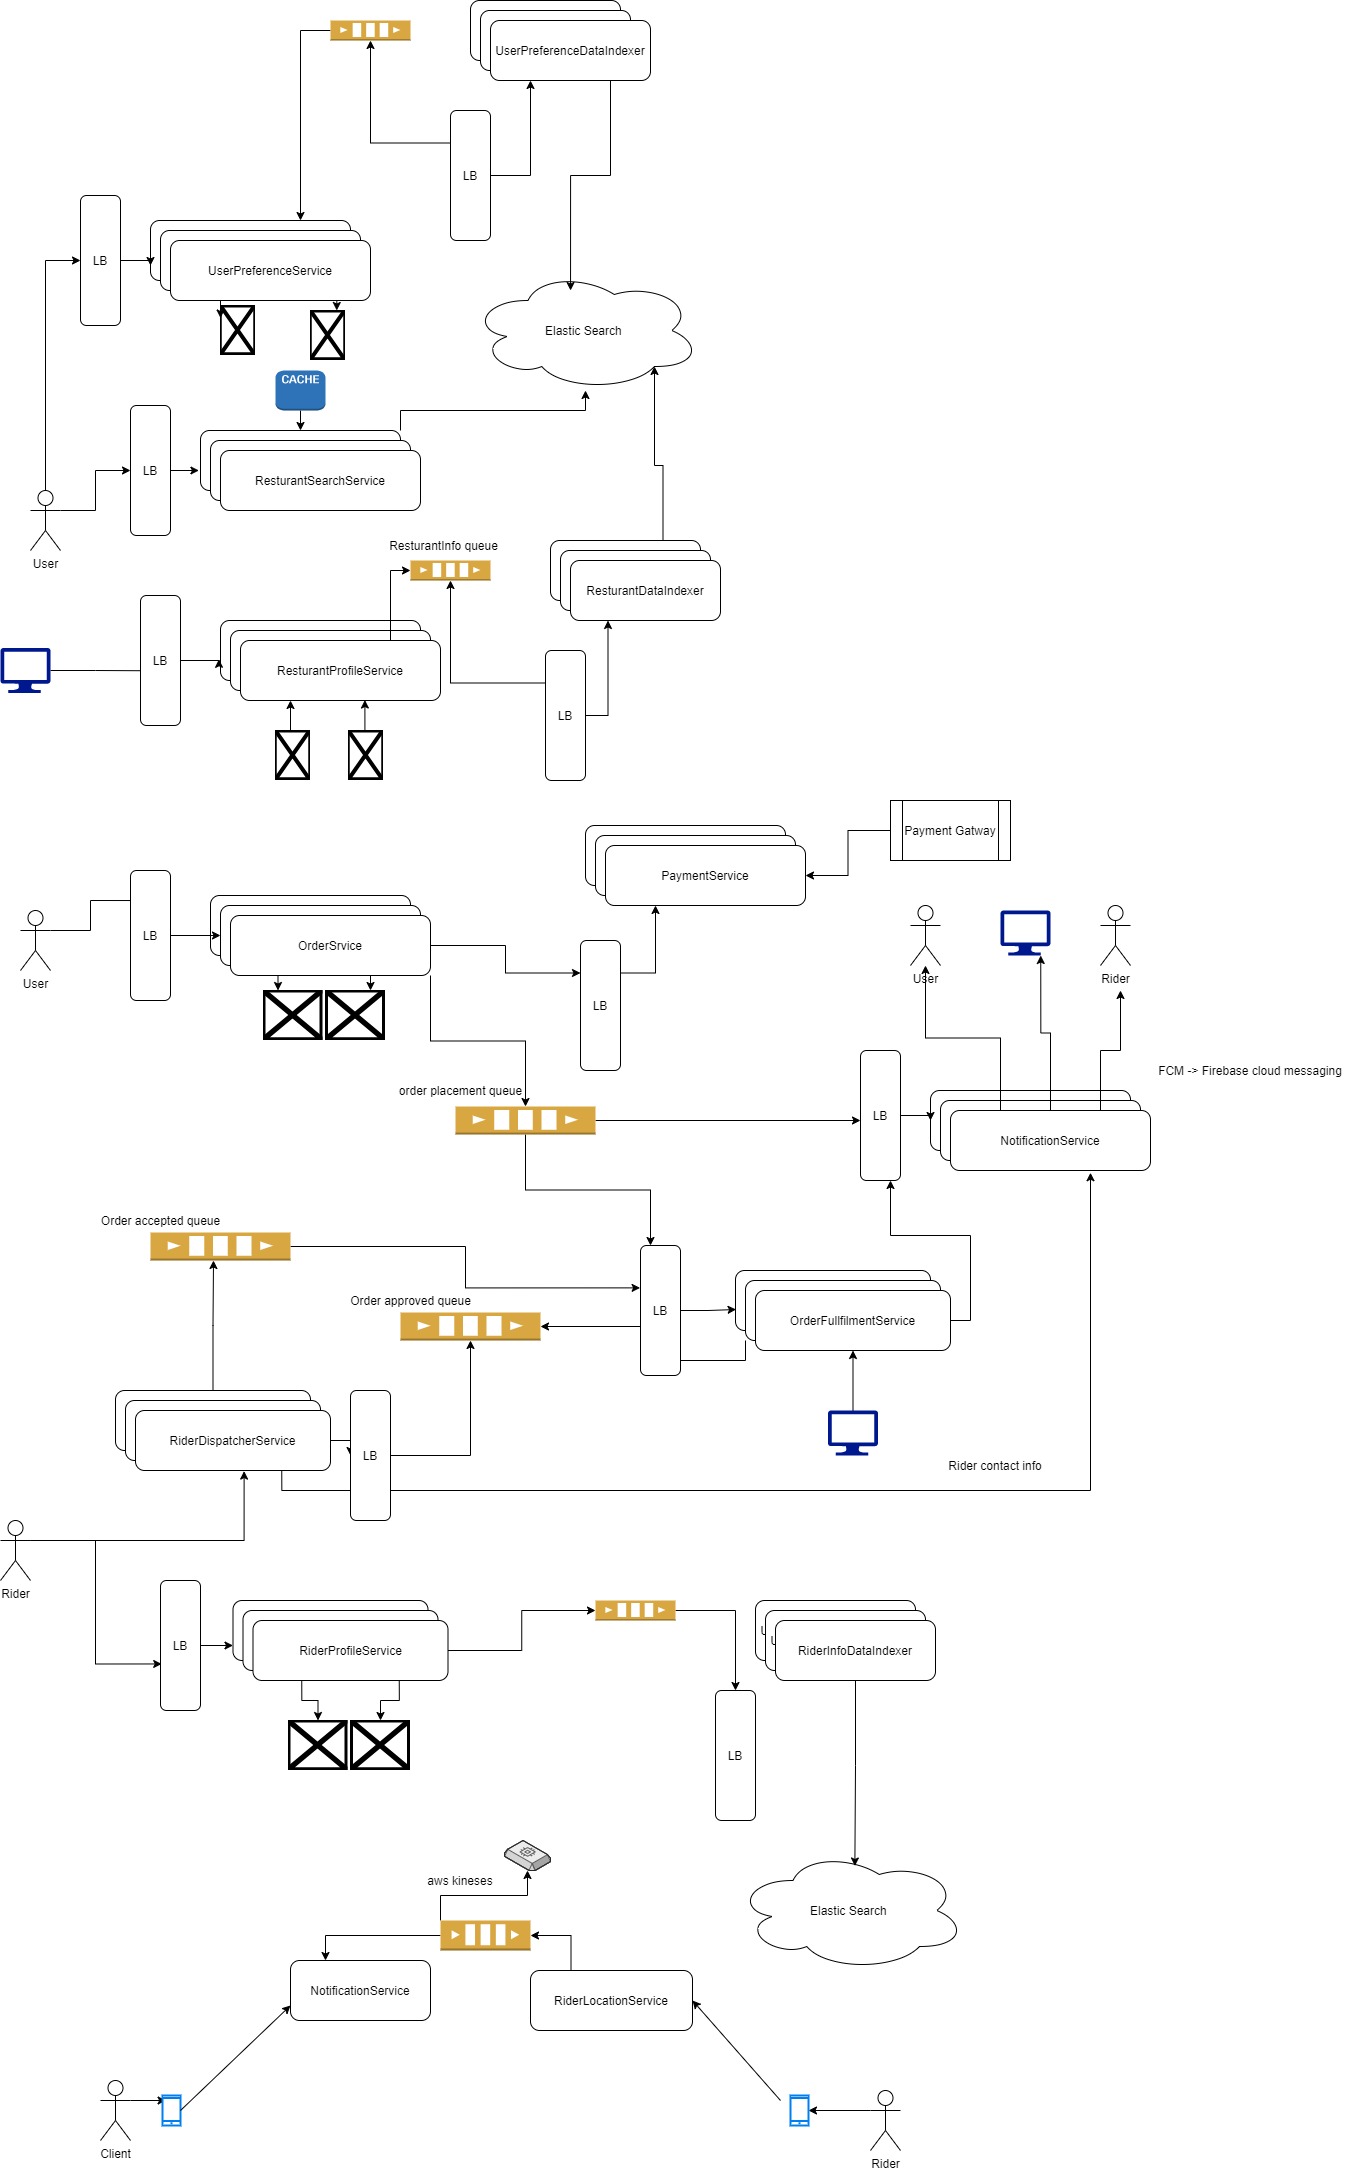 UserPreferenceDataIndexer
LB
LB
UserPreferenceService
Elastic Search
CACHE
LB
ResturantSearchService
User
ResturantInfo queue
ResturantDataIndexer
LB
ResturantProfileService
LB
Payment Gatway
PaymentService
LB
OrderSrvice
User
LB
User
Rider
FCM -> Firebase cloud messaging
order placement queue
LB
NotificationService
Order accepted queue
Order approved queue
LB
OrderFullfilmentService
RiderDispatcherService
LB
Rider contact info
Rider
LB
RiderProfileService
RiderInfoDataIndexer
LB
aws kineses
Elastic Search
NotificationService
RiderLocationService
Client
Rider